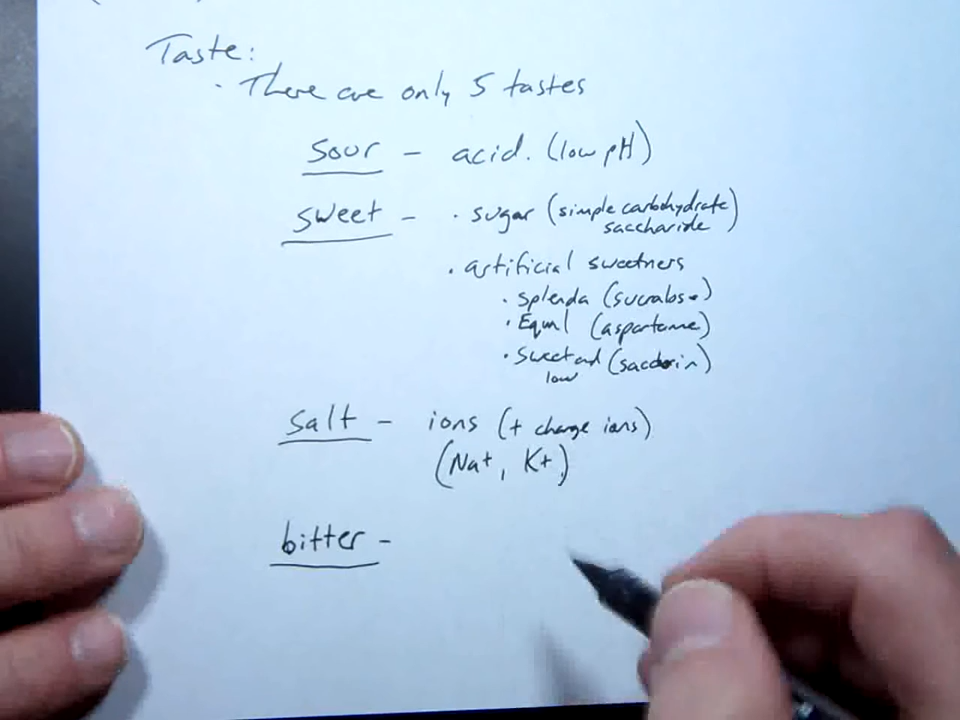 Taste:
· There are only 5 tastes
sour - acid. (low pH)
sweet - · sugar (simple carbohydrate
saccharide)
· artificial sweetners
· splenda (sucralose)
· Equal (aspartame)
· sweet and (saccharin)
low
salt - ions (+ charge ions)
(Na+, K+)
bitter -